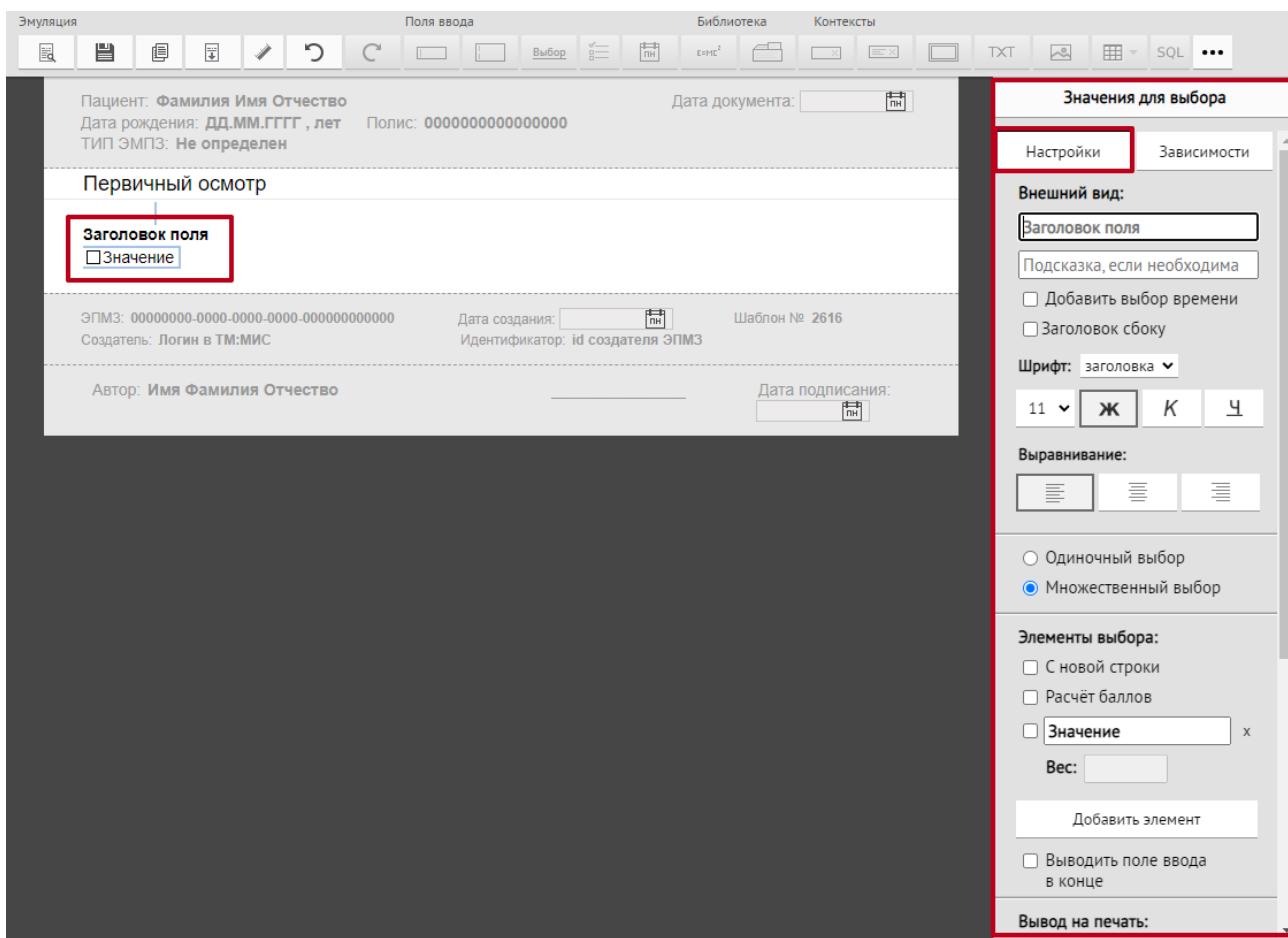 Эмуляция Поля ввода Библиотека Контексты
Выбор ПН E=MC² TXT SQL •••
Пациент: Фамилия Имя Отчество Дата документа: ПН
Дата рождения: ДД.ММ.ГГГГ , лет Полис: 0000000000000000
ТИП ЭМПЗ: Не определен
Первичный осмотр
Заголовок поля
Значение
ЭПМЗ: 00000000-0000-0000-0000-000000000000 Дата создания: ПН Шаблон № 2616
Создатель: Логин в ТМ:МИС Идентификатор: id создателя ЭПМЗ
Автор: Имя Фамилия Отчество Дата подписания:
ПН
Значения для выбора
Настройки Зависимости
Внешний вид:
Заголовок поля
Подсказка, если необходима
Добавить выбор времени
Заголовок сбоку
Шрифт: заголовка
11 Ж К Ч
Выравнивание:
Одиночный выбор
Множественный выбор
Элементы выбора:
С новой строки
Расчёт баллов
Значение x
Вес:
Добавить элемент
Выводить поле ввода
в конце
Вывод на печать: